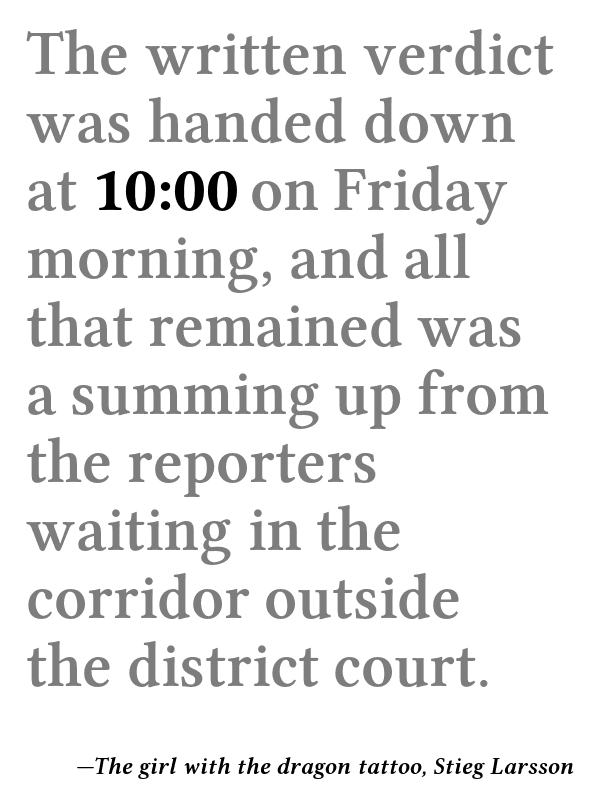 The written verdict
was handed down
at 10:00 on Friday
morning, and all
that remained was
a summing up from
the reporters
waiting in the
corridor outside
the district court.
—The girl with the dragon tattoo, Stieg Larsson